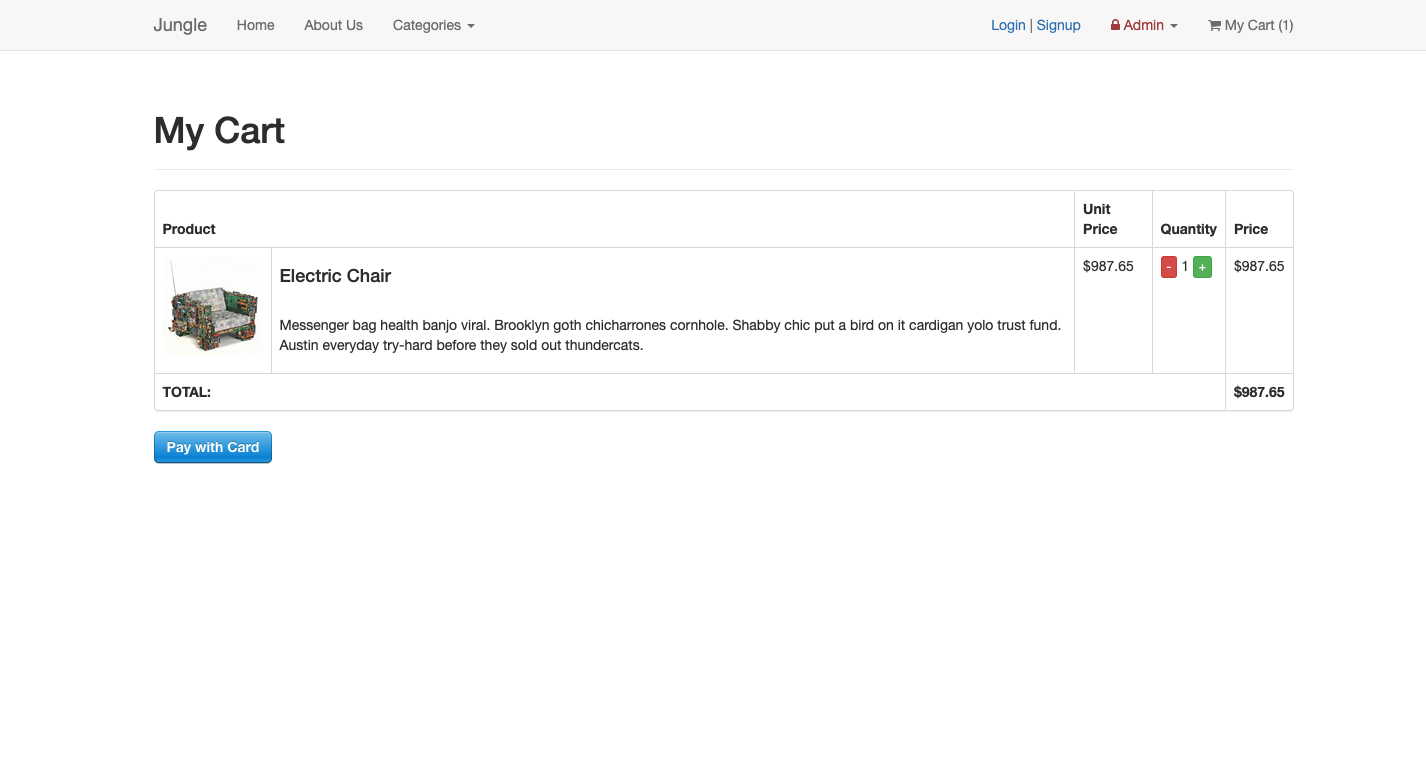 Jungle Home About Us Categories Login | Signup Admin My Cart (1)
My Cart
Product Unit Price Quantity Price
Electric Chair $987.65 - 1 + $987.65
Messenger bag health banjo viral. Brooklyn goth chicharrones cornhole. Shabby chic put a bird on it cardigan yolo trust fund.
Austin everyday try-hard before they sold out thundercats.
TOTAL: $987.65
Pay with Card